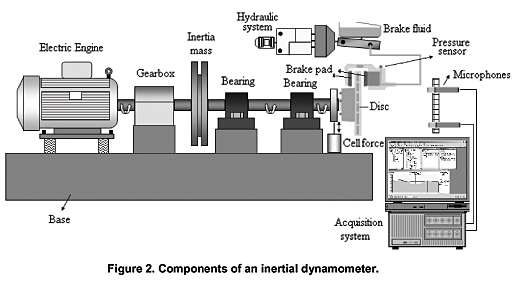 Hydraulic
system
Brake fluid
Electric Engine
Inertia
mass
Pressure
sensor
Gearbox
Bearing
Brake pad
Bearing
Microphones
Disc
Cell force
Base
Acquisition
system
Figure 2. Components of an inertial dynamometer.